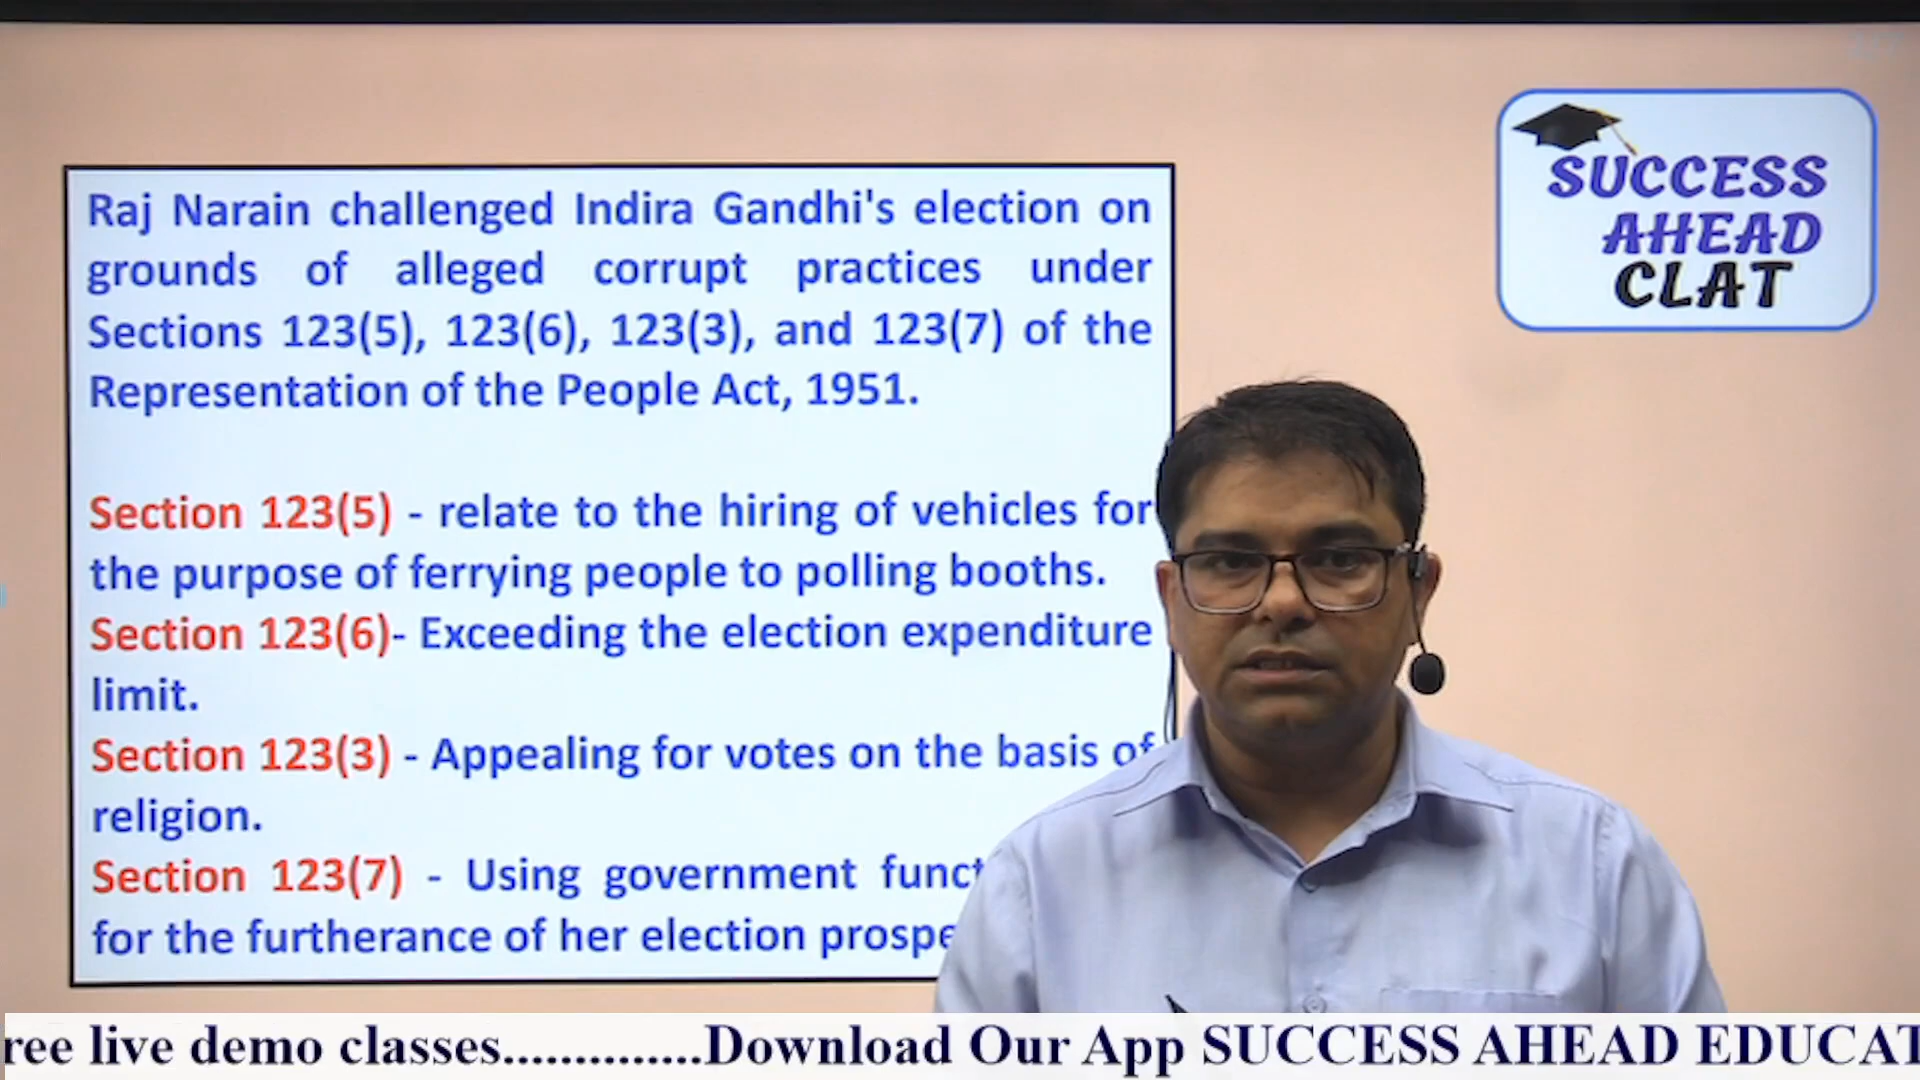 Raj Narain challenged Indira Gandhi's election on
grounds of alleged corrupt practices under
Sections 123(5), 123(6), 123(3), and 123(7) of the
Representation of the People Act, 1951.
Section 123(5) - relate to the hiring of vehicles for
the purpose of ferrying people to polling booths.
Section 123(6)- Exceeding the election expenditure
limit.
Section 123(3) - Appealing for votes on the basis of
religion.
Section 123(7) - Using government
for the furtherance of her election
SUCCESS
AHEAD
CLAT
live demo classes..............Download Our App SUCCESS AHEAD